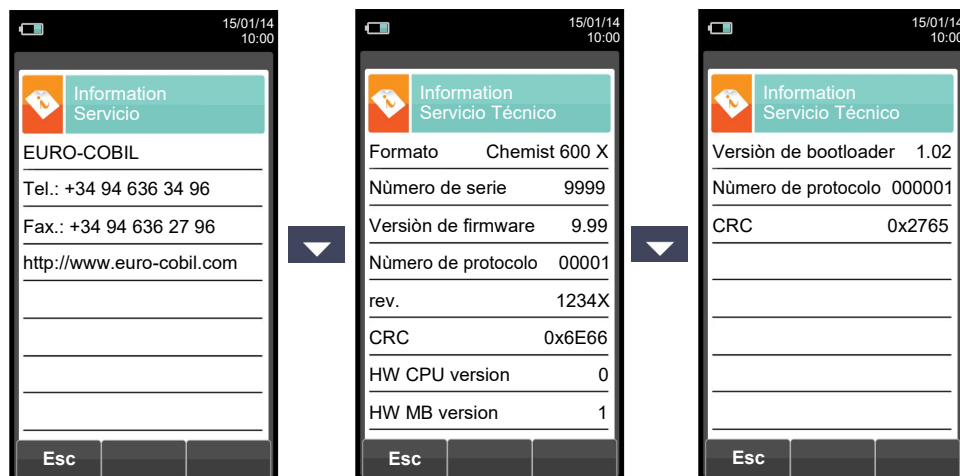 15/01/14
10:00
Information
Servicio
EURO-COBIL
Tel.: +34 94 636 34 96
Fax.: +34 94 636 27 96
http://www.euro-cobil.com
Esc
15/01/14
10:00
Information
Servicio Técnico
Formato Chemist 600 X
Nùmero de serie 9999
Versiòn de firmware 9.99
Nùmero de protocolo 00001
rev. 1234X
CRC 0x6E66
HW CPU version 0
HW MB version 1
Esc
15/01/14
10:00
Information
Servicio Técnico
Versiòn de bootloader 1.02
Nùmero de protocolo 000001
CRC 0x2765
Esc